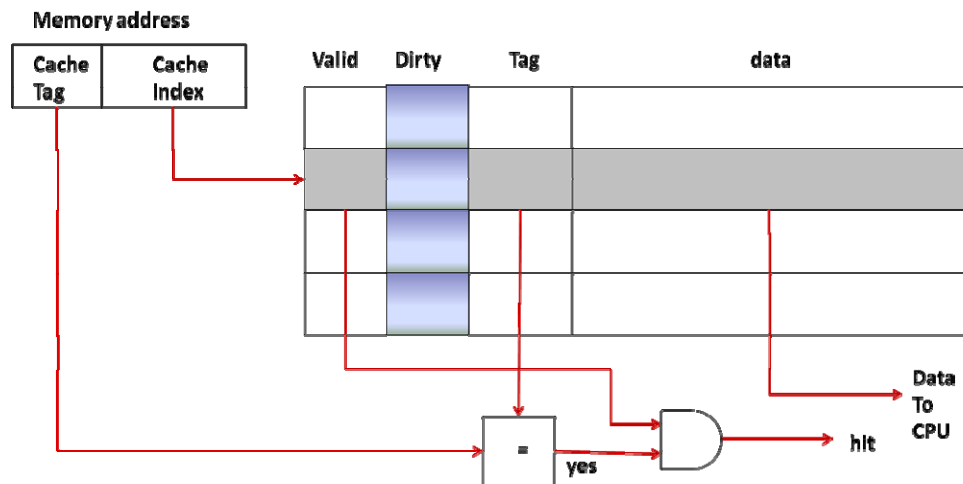 Memory address
Cache
Tag
Cache
Index
Valid
Dirty
Tag
data
Data
To
CPU
hit
=
yes